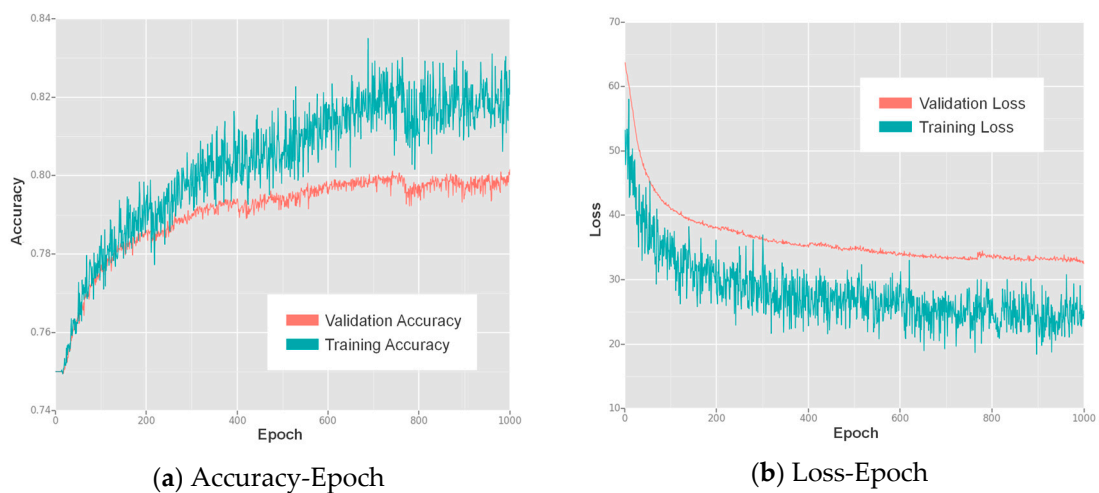 0.84
0.82
0.80
0.78
0.76
0.74
Accuracy
Validation Accuracy
Training Accuracy
0 200 400 600 800 1000
Epoch
(a) Accuracy-Epoch
70
60
50
40
30
20
10
Loss
Validation Loss
Training Loss
0 200 400 600 800 1000
Epoch
(b) Loss-Epoch